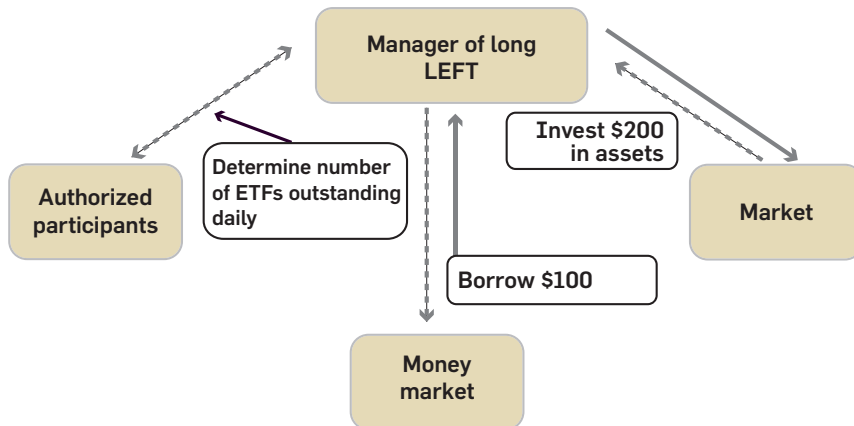 Manager of long
LEFT
Invest $200
in assets
Determine number
of ETFs outstanding
daily
Authorized
participants
Market
Borrow $100
Money
market